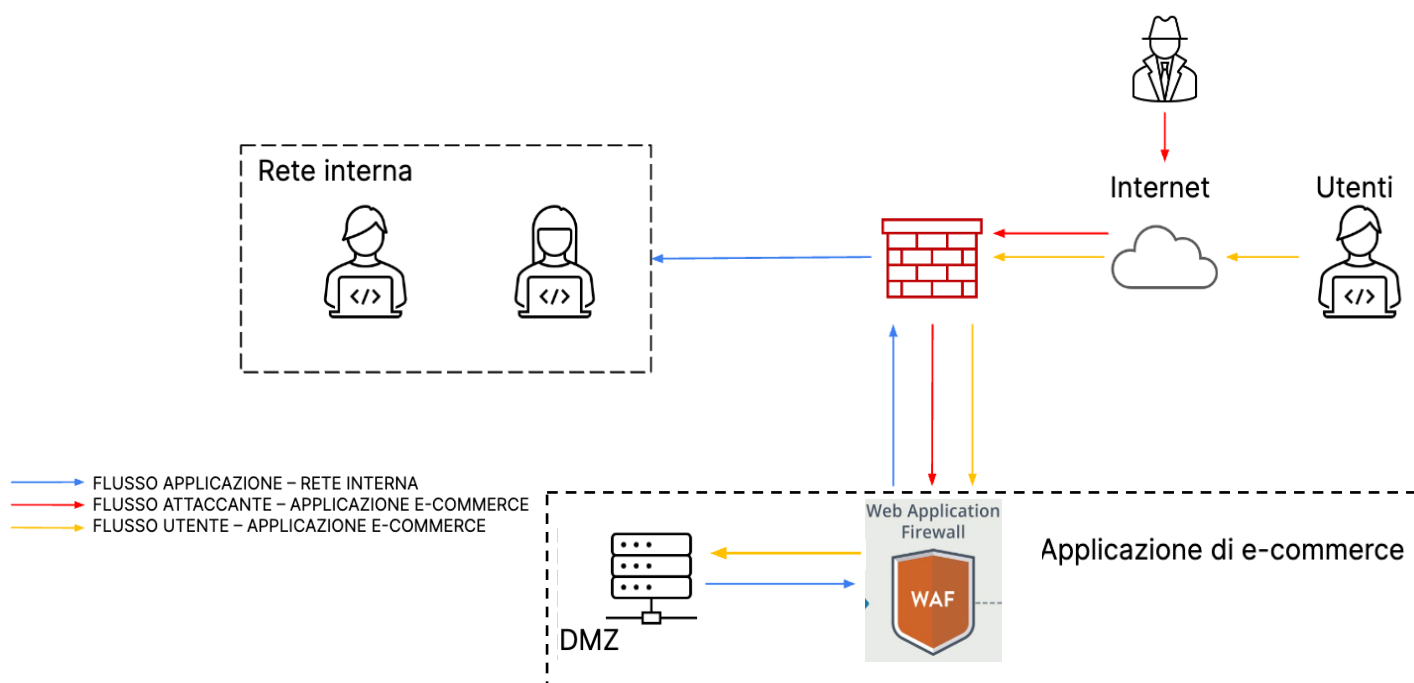 Rete interna
Internet
Utenti
</>
</>
</>
FLUSSO APPLICAZIONE – RETE INTERNA
FLUSSO ATTACCANTE – APPLICAZIONE E-COMMERCE
FLUSSO UTENTE – APPLICAZIONE E-COMMERCE
Web Application
Firewall
WAF
Applicazione di e-commerce
DMZ